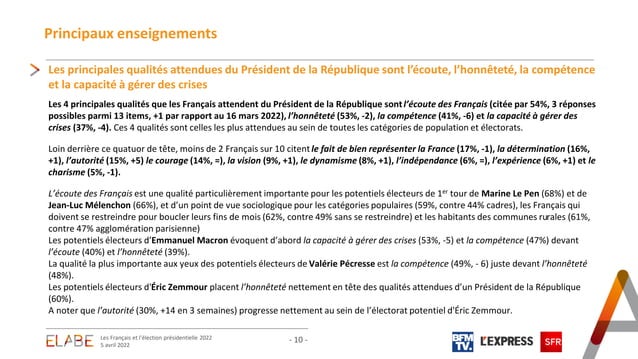 Principaux enseignements
Les principales qualités attendues du Président de la République sont l'écoute, l'honnêteté, la compétence
et la capacité à gérer des crises
Les 4 principales qualités que les Français attendent du Président de la République sont l'écoute des Français (citée par 54%, 3 réponses
possibles parmi 13 items, +1 par rapport au 16 mars 2022), l'honnêteté (53%, -2), la compétence (41%, -6) et la capacité à gérer des
crises (37%, -4). Ces 4 qualités sont celles les plus attendues au sein de toutes les catégories de population et électorats.
Loin derrière ce quatuor de tête, moins de 2 Français sur 10 citent le fait de bien représenter la France (17%, -1), la détermination (16%,
+1), l'autorité (15%, +5) le courage (14%, =), la vision (9%, +1), le dynamisme (8%, +1), l'indépendance (6%, =), l'expérience (6%, +1) et le
charisme (5%, -1).
L'écoute des Français est une qualité particulièrement importante pour les potentiels électeurs de 1er tour de Marine Le Pen (68%) et de
Jean-Luc Mélenchon (66%), et d'un point de vue sociologique pour les catégories populaires (59%, contre 44% cadres), les Français qui
doivent se restreindre pour boucler leurs fins de mois (62%, contre 49% sans se restreindre) et les habitants des communes rurales (61%,
contre 47% agglomération parisienne)
Les potentiels électeurs d'Emmanuel Macron évoquent d'abord la capacité à gérer des crises (53%, -5) et la compétence (47%) devant
l'écoute (40%) et l'honnêteté (39%).
La qualité la plus importante aux yeux des potentiels électeurs de Valérie Pécresse est la compétence (49%, - 6) juste devant l'honnêteté
(48%).
Les potentiels électeurs d'Éric Zemmour placent l'honnêteté nettement en tête des qualités attendues d'un Président de la République
(60%).
A noter que l'autorité (30%, +14 en 3 semaines) progresse nettement au sein de l'électorat potentiel d'Éric Zemmour.
ELABE
Les Français et l'élection présidentielle 2022
5 avril 2022
- 10 -
BFM
TV.
L'EXPRESS
SFR